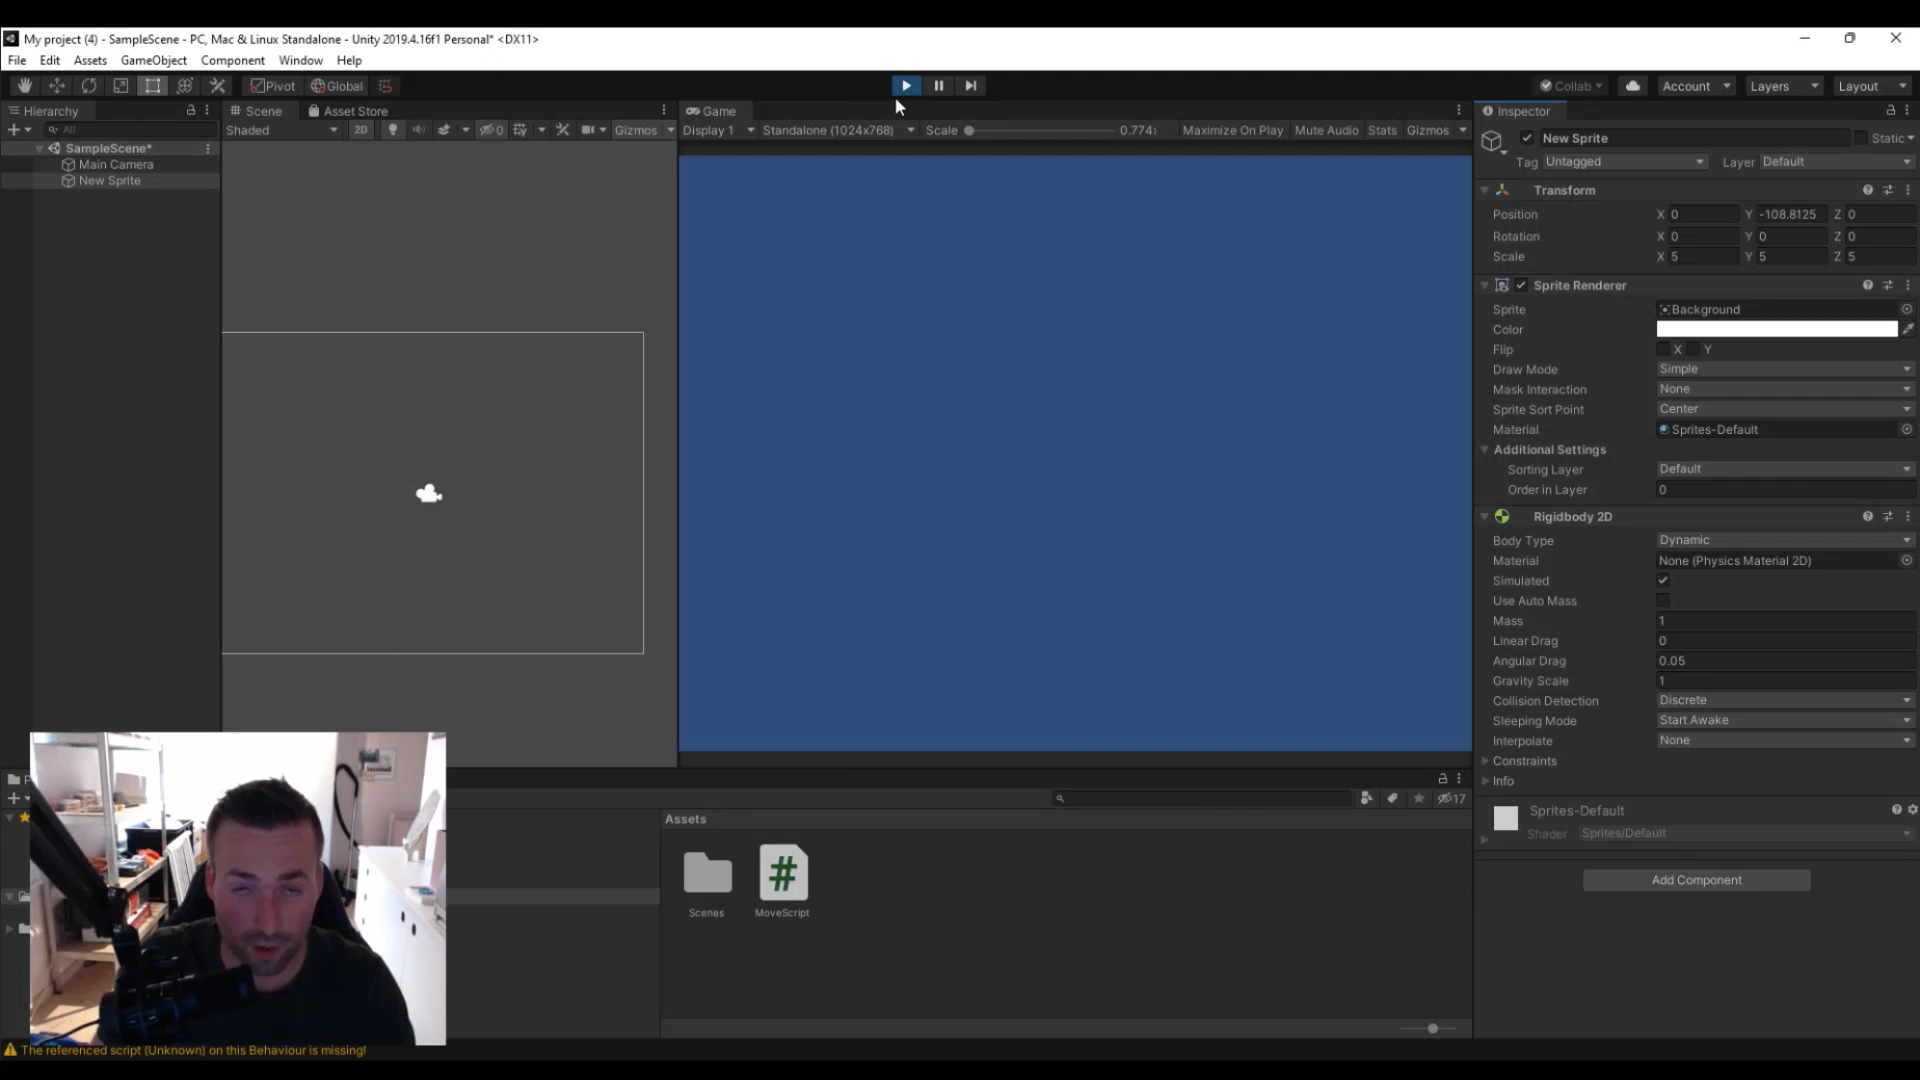 My project (4) - SampleScene - PC, Mac & Linux Standalone - Unity 2019.4.16f1 Personal* <DX11>
File Edit Assets GameObject Component Window Help
Pivot Global Collab Account Layers Layout
Hierarchy
All
SampleScene*
Main Camera
New Sprite
Scene Asset Store
Shaded 2D 0 Gizmos
Game
Display 1 Standalone (1024x768) Scale 0.774 Maximize On Play Mute Audio Stats Gizmos
Inspector
New Sprite Static
Tag Untagged Layer Default
Transform
Position X 0 Y -108.8125 Z 0
Rotation X 0 Y 0 Z 0
Scale X 5 Y 5 Z 5
Sprite Renderer
Sprite Background
Color
Flip X Y
Draw Mode Simple
Mask Interaction None
Sprite Sort Point Center
Material Sprites-Default
Additional Settings
Sorting Layer Default
Order in Layer 0
Rigidbody 2D
Body Type Dynamic
Material None (Physics Material 2D)
Simulated
Use Auto Mass
Mass 1
Linear Drag 0
Angular Drag 0.05
Gravity Scale 1
Collision Detection Discrete
Sleeping Mode Start Awake
Interpolate None
Constraints
Info
Sprites-Default
Shader Sprites/Default
Add Component
17
Assets
Scenes MoveScript
The referenced script (Unknown) on this Behaviour is missing!